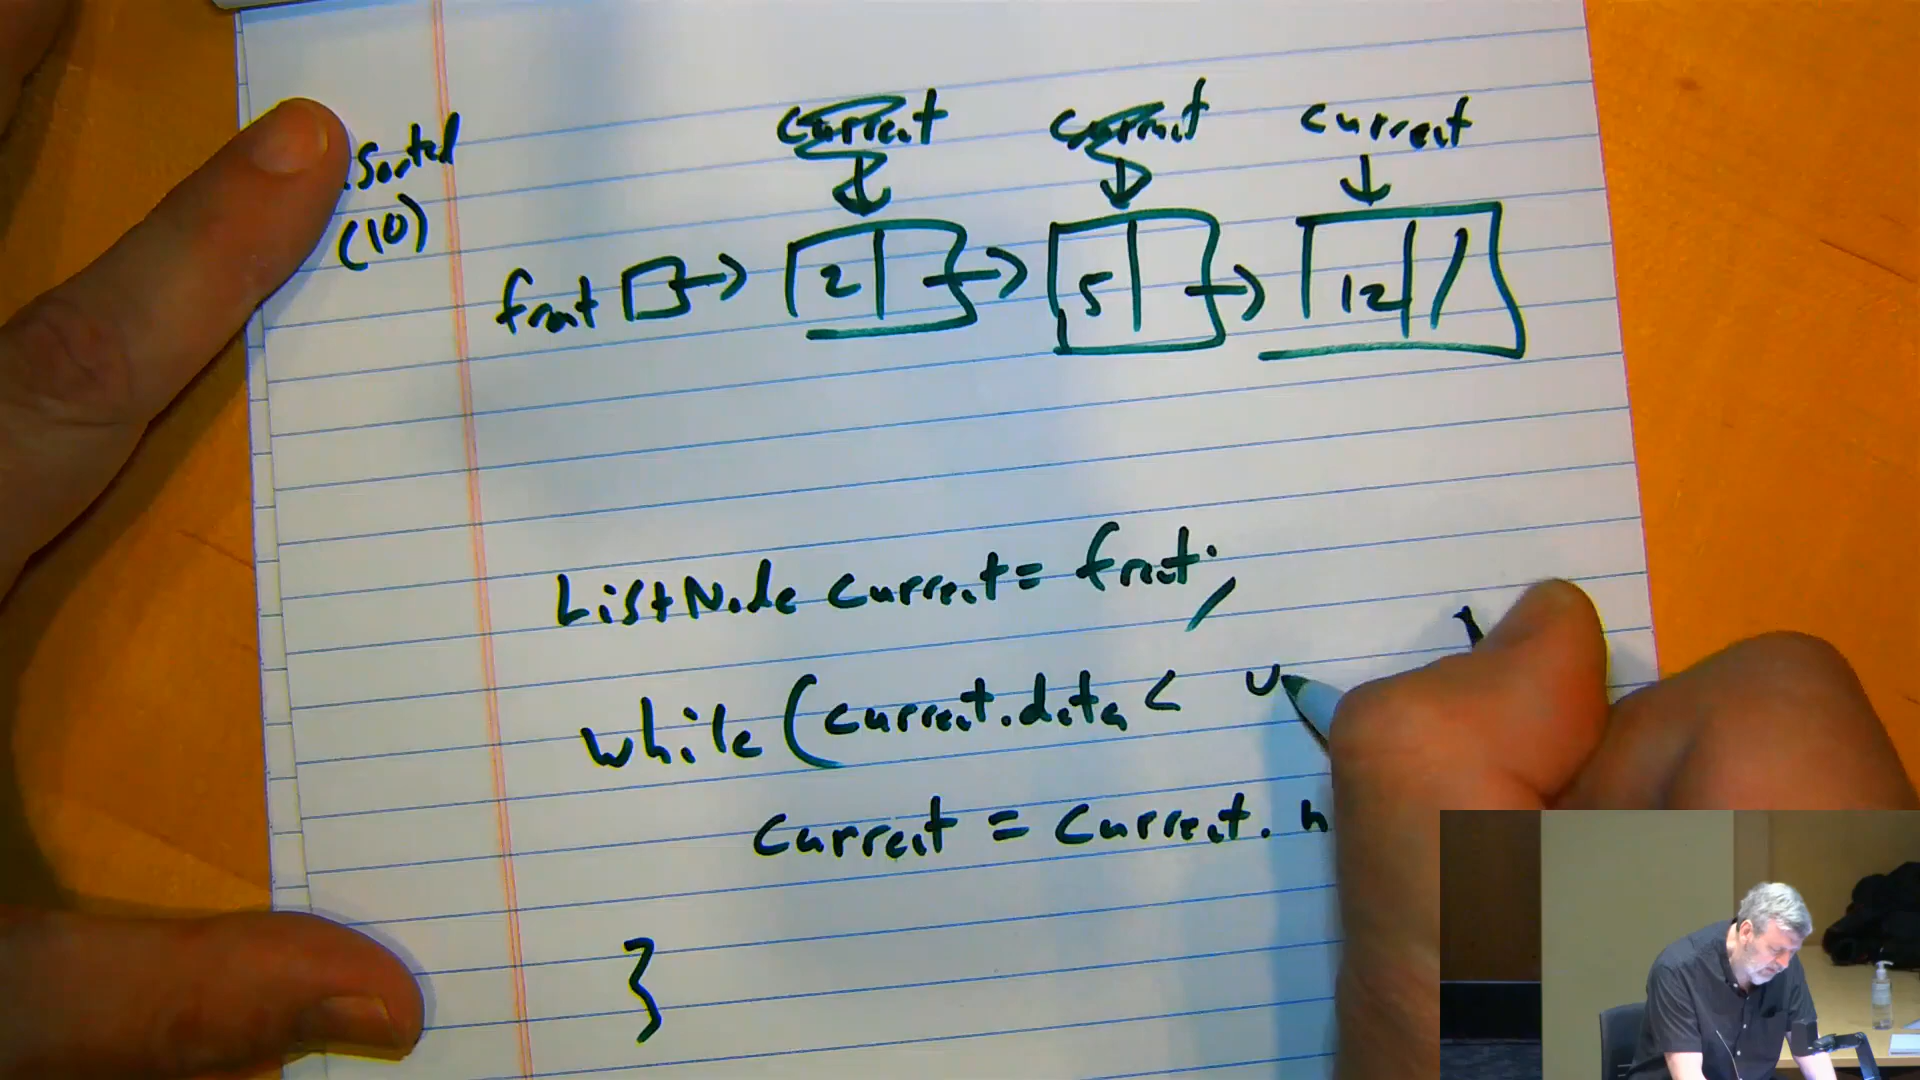 current current current
.Sorted
(10)
front 2 5 12 /
ListNode current = front;
while (current.data < v
current = current. n
}